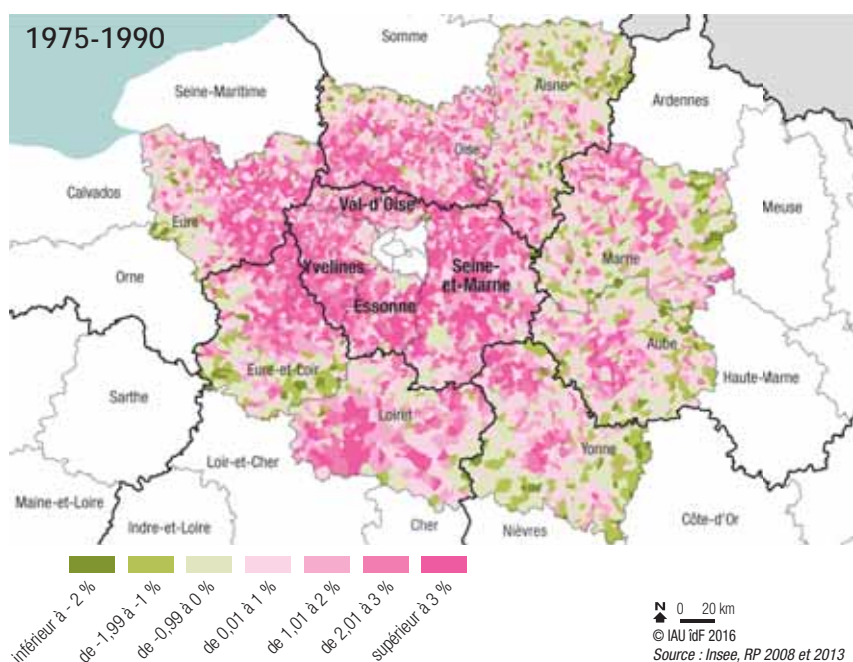 1975-1990
Somme
Seine-Maritime
Aisne
Ardennes
Oise
Calvados
Val-d'Oise
Meuse
Eure
Marne
Yvelines
Seine-
et-Marne
Orne
Essonne
Aube
Eure-et-Loir
Haute-Marne
Sarthe
Loiret
Yonne
Loir-et-Cher
Maine-et-Loire
Indre-et-Loire
Cher
Nièvres
Côte-d'Or
inférieur à - 2 %
de -1,99 à -1 %
de -0,99 à 0 %
de 0,01 à 1 %
de 1,01 à 2 %
de 2,01 à 3 %
supérieur à 3 %
N 0 20 km
© IAU îdF 2016
Source : Insee, RP 2008 et 2013